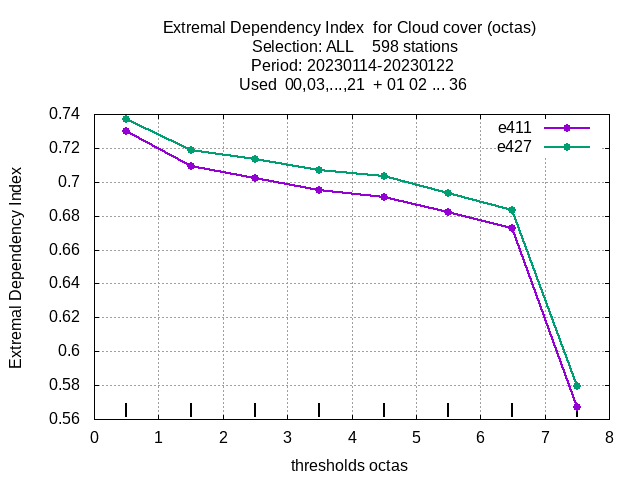 Extremal Dependency Index  for Cloud cover (octas)
Selection: ALL    598 stations
Period: 20230114-20230122
Used  00,03,...,21  + 01 02 ... 36
e411
e427
Extremal Dependency Index
0.74
0.72
0.7
0.68
0.66
0.64
0.62
0.6
0.58
0.56
0 1 2 3 4 5 6 7 8
thresholds octas